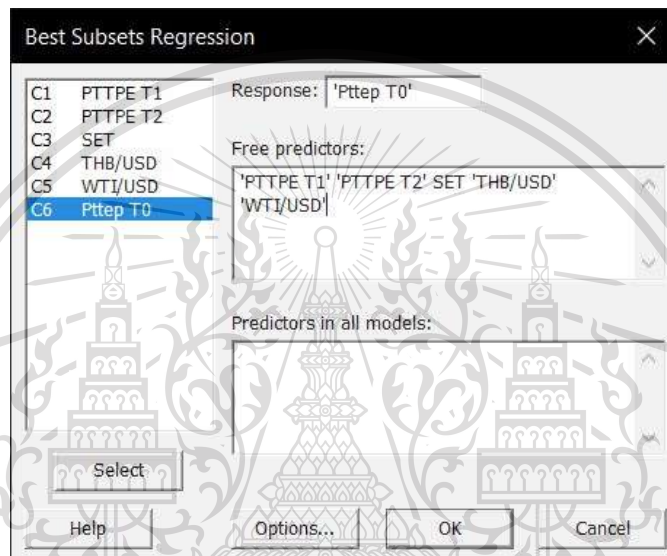 Best Subsets Regression
C1 PTTPE T1
C2 PTTPE T2
C3 SET
C4 THB/USD
C5 WTI/USD
C6 Pttep T0
Response: 'Pttep T0'
Free predictors:
'PTTPE T1' 'PTTPE T2' SET 'THB/USD'
'WTI/USD'
Predictors in all models:
Select
Help
Options...
OK
Cancel